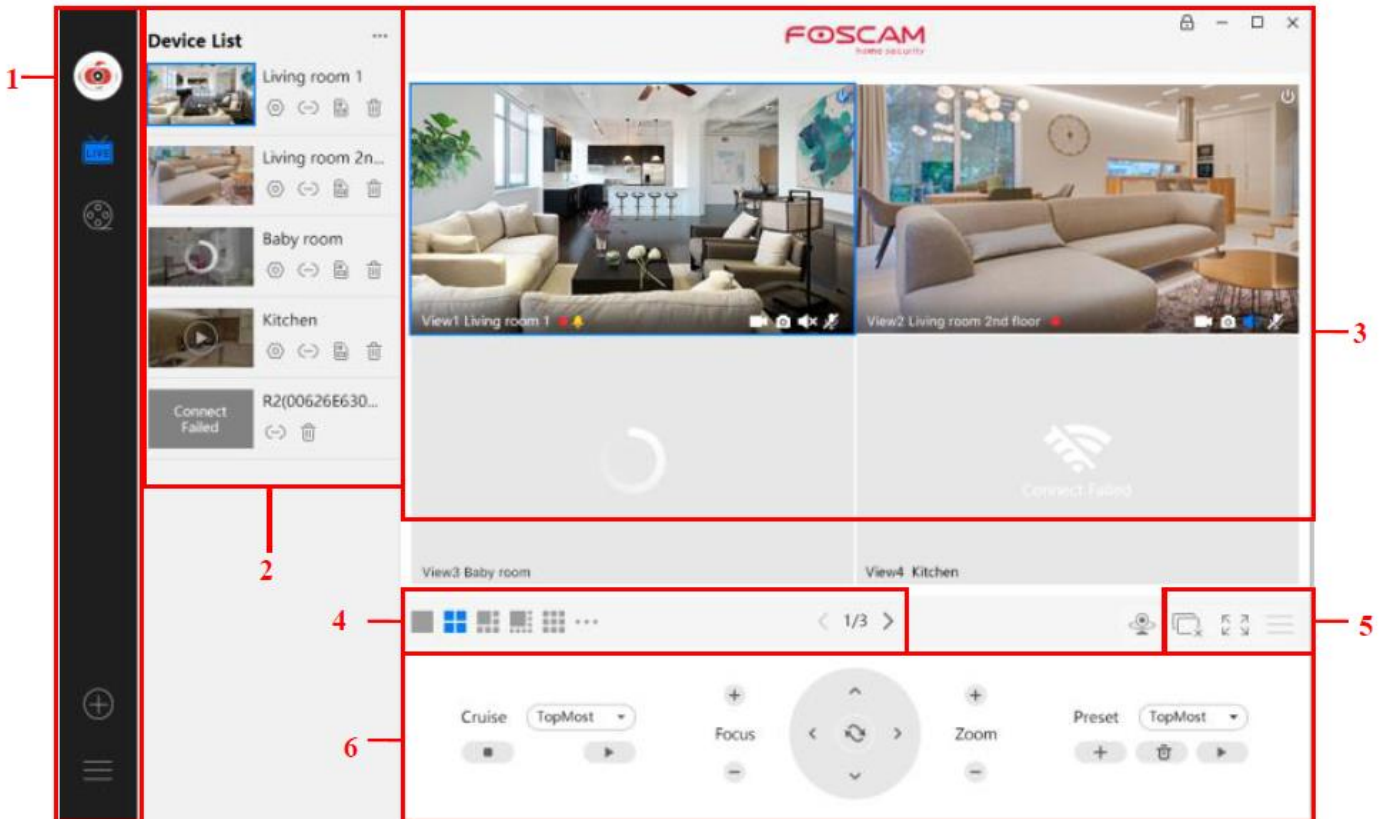 1
LIVE
Device List
...
Living room 1
Living room 2n...
Baby room
Kitchen
Connect
Failed
R2(00626E630...
2
FOSCAM
home security
View1 Living room 1
View2 Living room 2nd floor
Connect Failed
View3 Baby room
View4 Kitchen
3
4
...
1/3
5
6
Cruise TopMost
Focus
Zoom
Preset TopMost